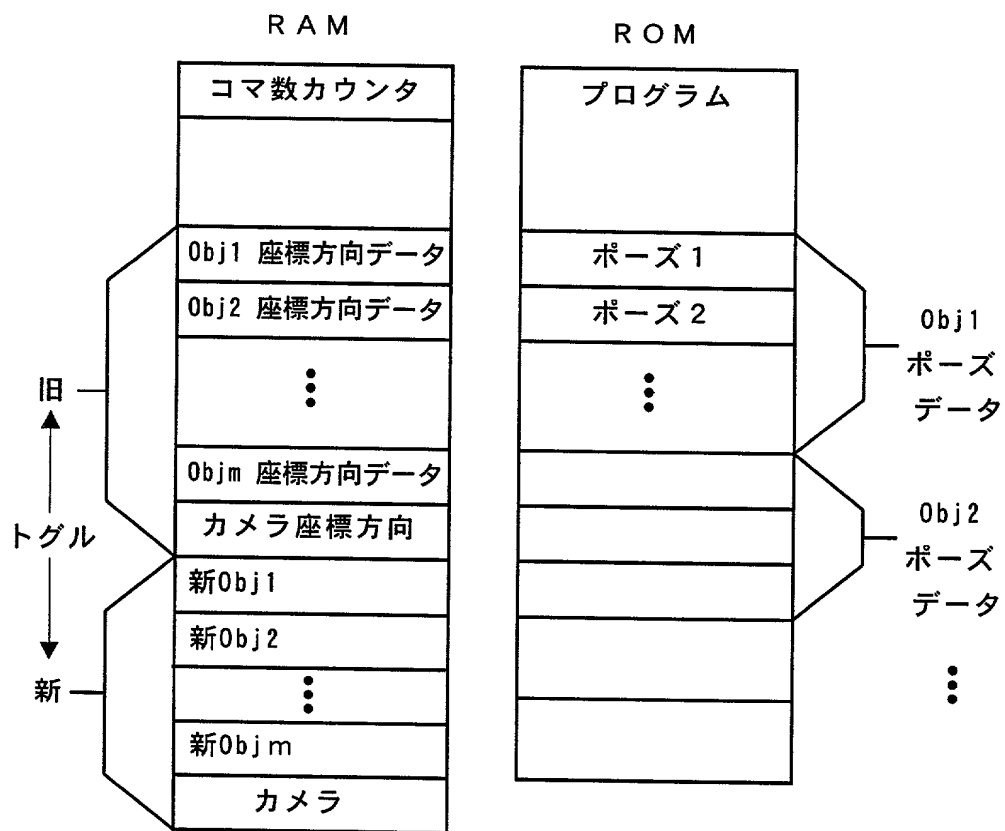 RAM
コマ数カウンタ
Obj1 座標方向データ
Obj2 座標方向データ
Objm 座標方向データ
カメラ座標方向
新Obj1
新Obj2
新Objm
カメラ
旧
トグル
新
ROM
プログラム
ポーズ1
ポーズ2
Obj1
ポーズ
データ
Obj2
ポーズ
データ